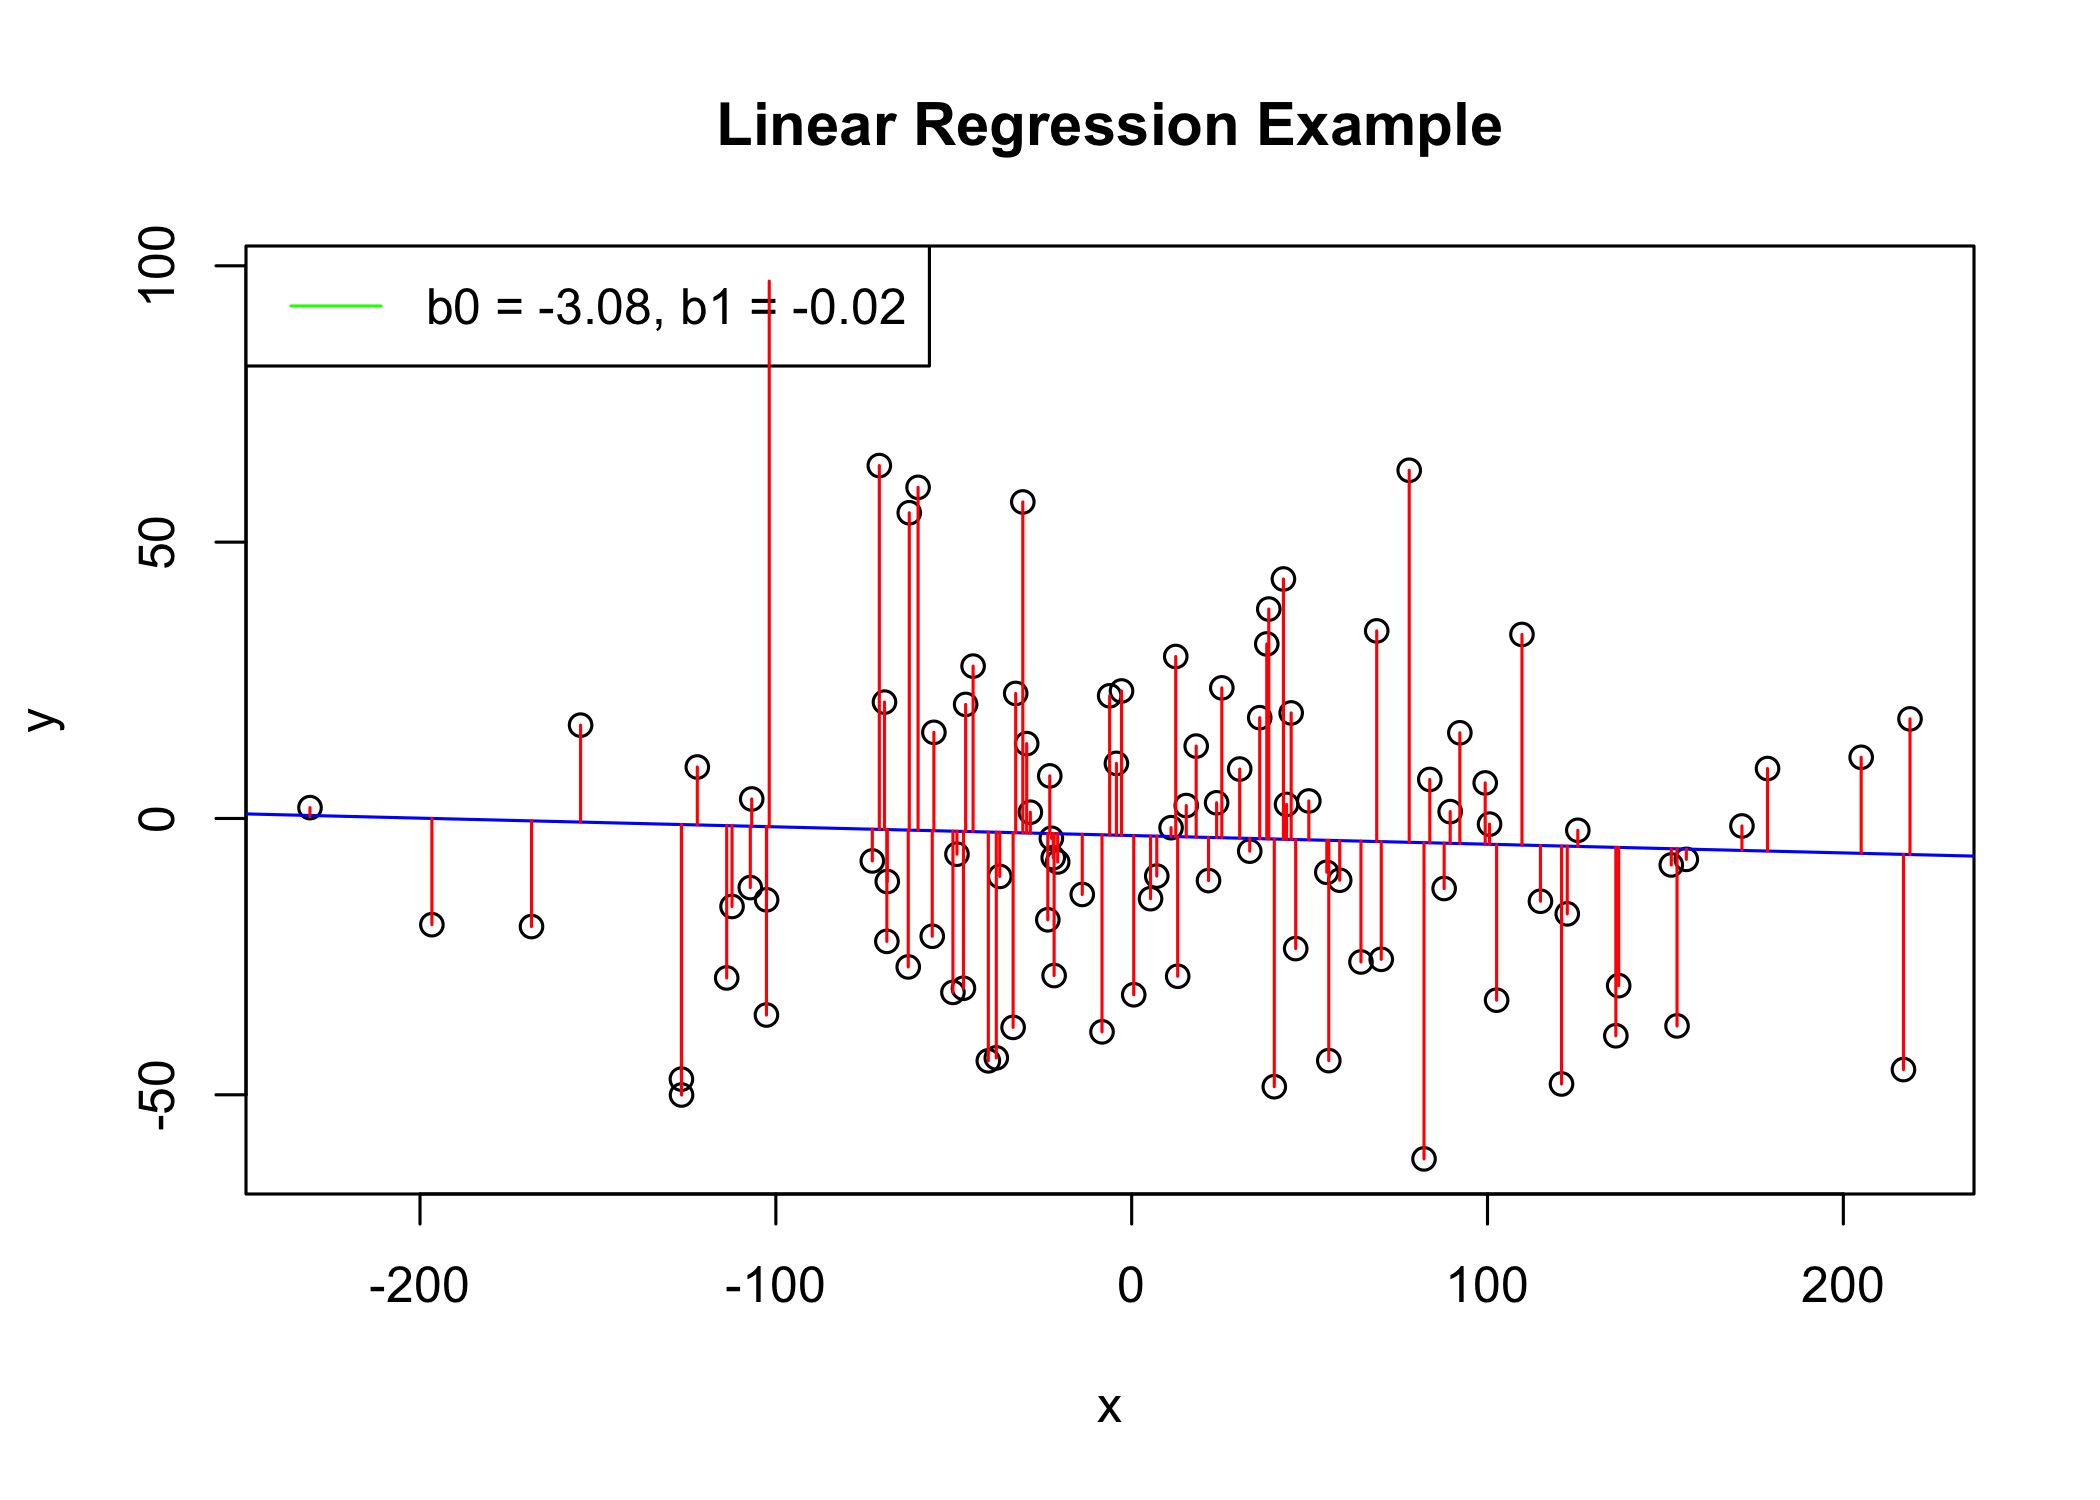 Linear Regression Example
b0 = -3.08, b1 = -0.02
100
50
0
-50
y
-200 -100 0 100 200
x